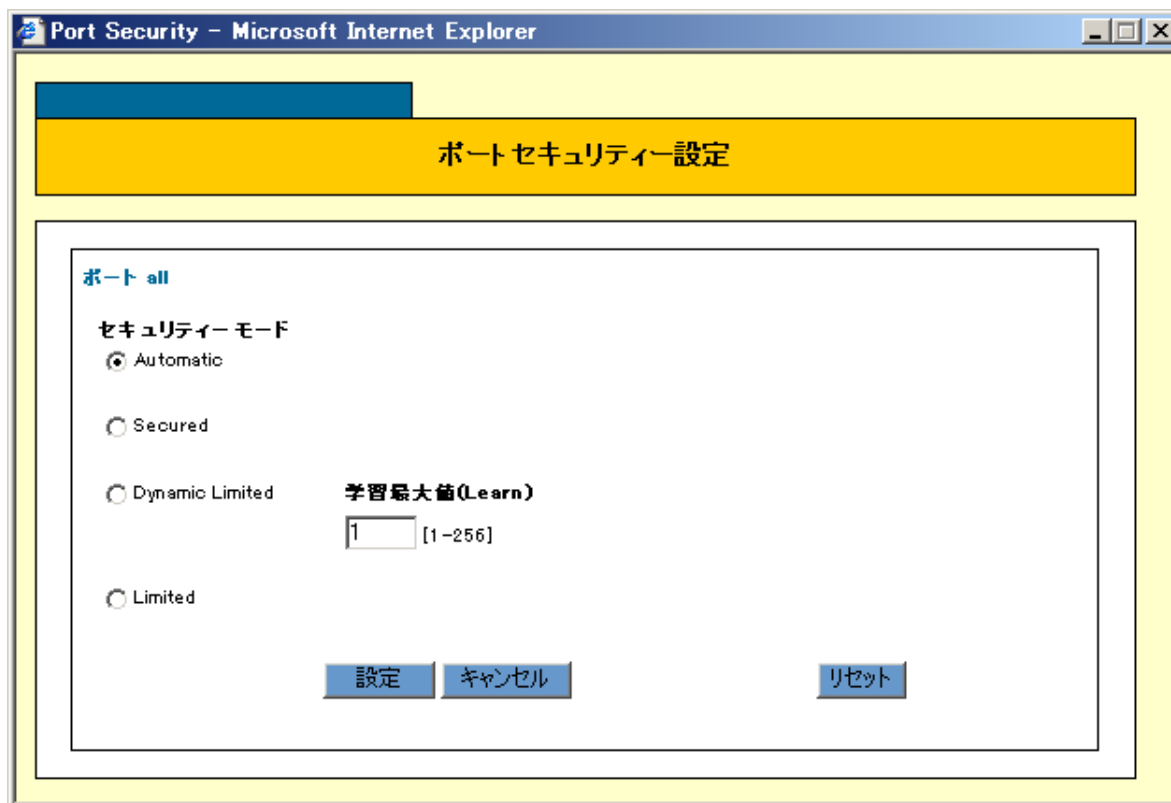 Port Security - Microsoft Internet Explorer
ポートセキュリティー設定
ポート all
セキュリティーモード
Automatic
Secured
Dynamic Limited 学習最大値(Learn)
1 [1-256]
Limited
設定 キャンセル リセット